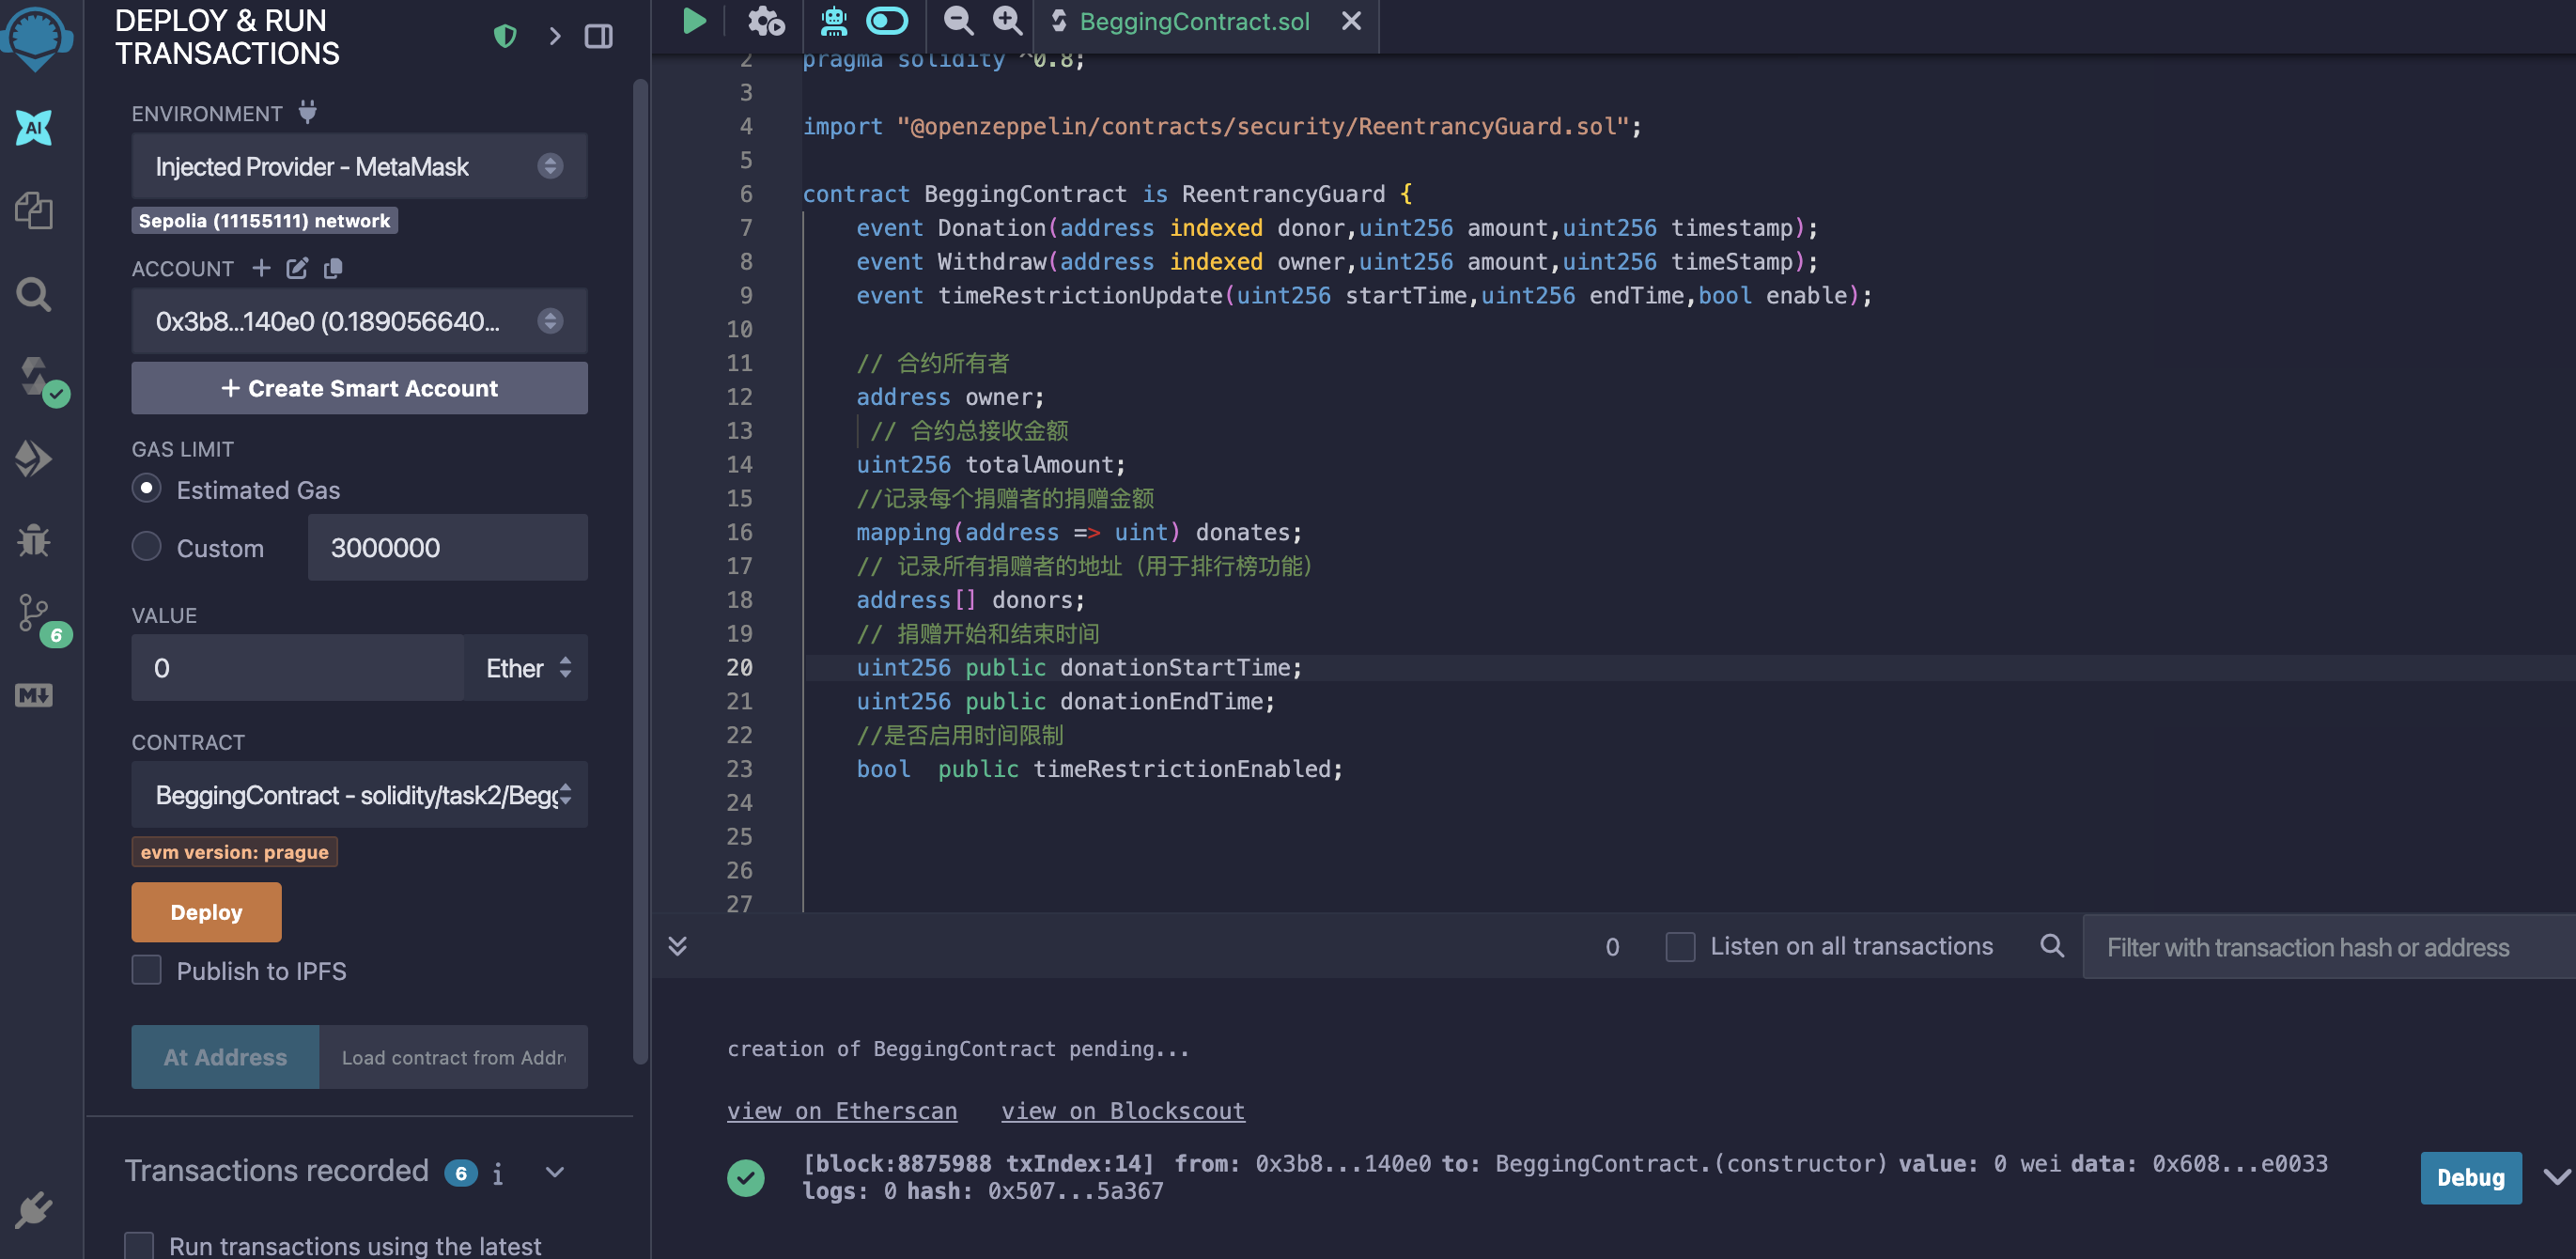 DEPLOY & RUN
TRANSACTIONS
ENVIRONMENT
Injected Provider - MetaMask
Sepolia (11155111) network
ACCOUNT
0x3b8...140e0 (0.189056640...
+ Create Smart Account
GAS LIMIT
Estimated Gas
Custom
3000000
VALUE
0
Ether
CONTRACT
BeggingContract - solidity/task2/Begg
evm version: prague
Deploy
Publish to IPFS
At Address
Load contract from Addr
Transactions recorded 6 i
Run transactions using the latest
AI
6
M
BeggingContract.sol
2 pragma solidity ^0.8;
3
4 import "@openzeppelin/contracts/security/ReentrancyGuard.sol";
5
6 contract BeggingContract is ReentrancyGuard {
7 event Donation(address indexed donor,uint256 amount,uint256 timestamp);
8 event Withdraw(address indexed owner,uint256 amount,uint256 timeStamp);
9 event timeRestrictionUpdate(uint256 startTime,uint256 endTime,bool enable);
10
11 // 合约所有者
12 address owner;
13 // 合约总接收金额
14 uint256 totalAmount;
15 //记录每个捐赠者的捐赠金额
16 mapping(address => uint) donates;
17 // 记录所有捐赠者的地址（用于排行榜功能）
18 address[] donors;
19 // 捐赠开始和结束时间
20 uint256 public donationStartTime;
21 uint256 public donationEndTime;
22 //是否启用时间限制
23 bool  public timeRestrictionEnabled;
24
25
26
27
0
Listen on all transactions
Filter with transaction hash or address
creation of BeggingContract pending...
view on Etherscan view on Blockscout
[block:8875988 txIndex:14] from: 0x3b8...140e0 to: BeggingContract.(constructor) value: 0 wei data: 0x608...e0033
logs: 0 hash: 0x507...5a367
Debug